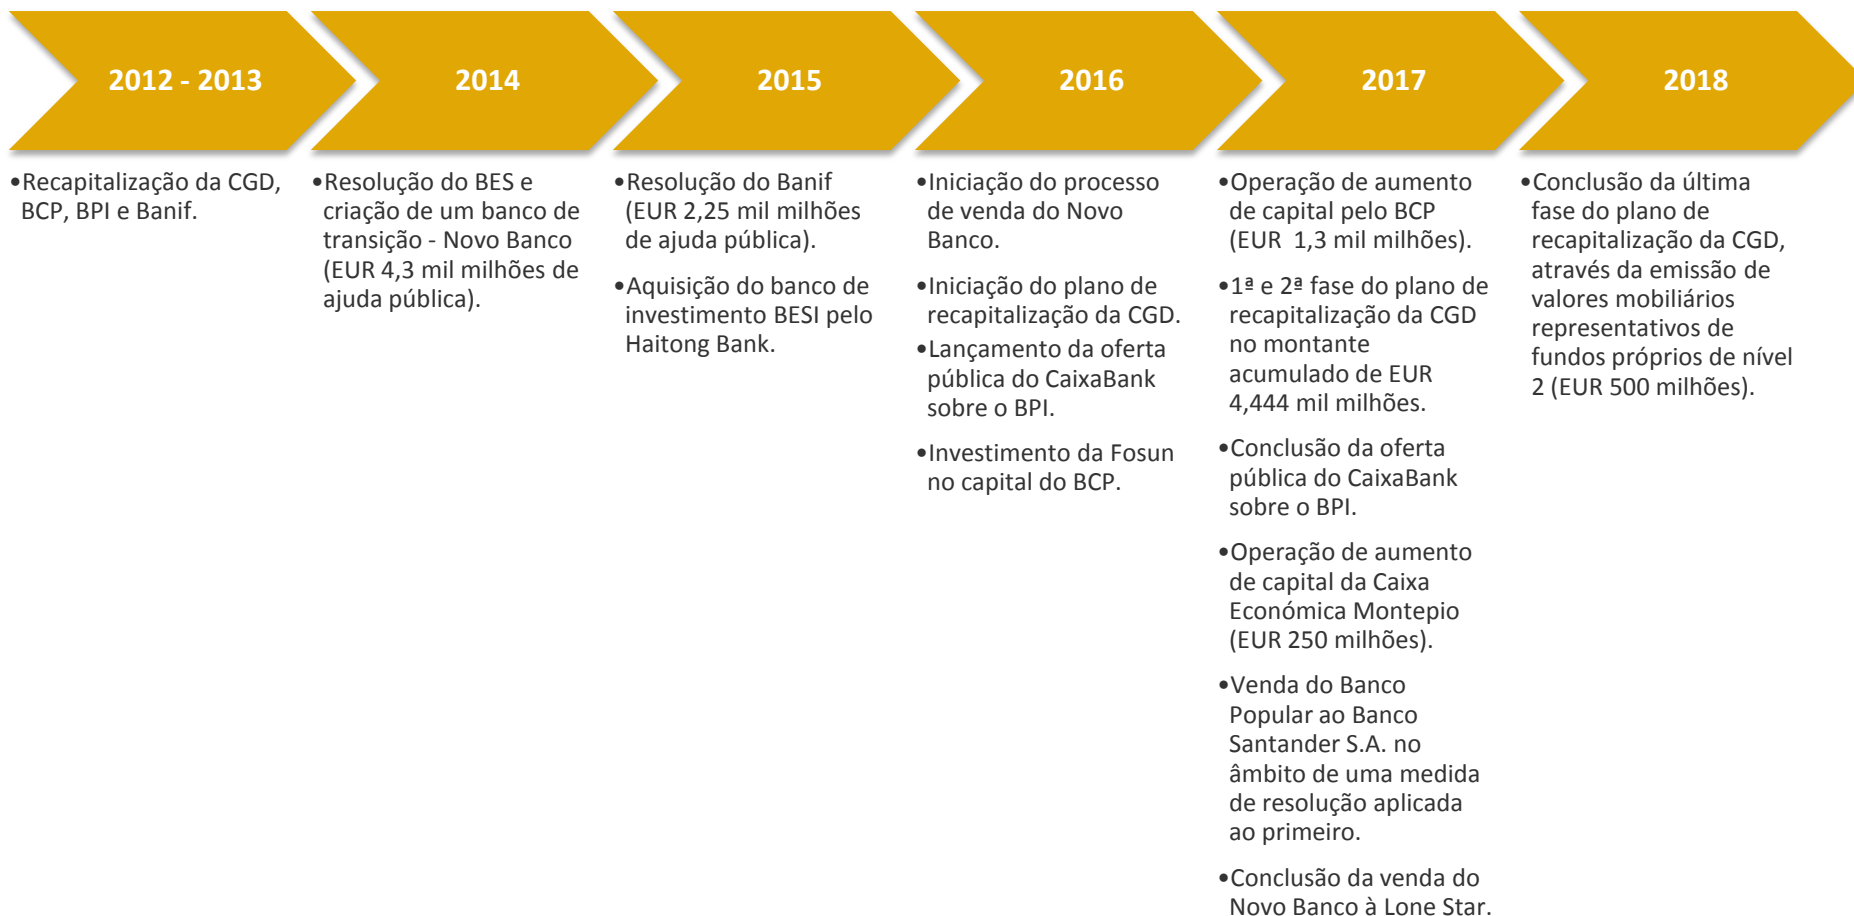 2012 - 2013
2014
2015
2016
2017
2018
•Recapitalização da CGD,
BCP, BPI e Banif.
•Resolução do BES e
criação de um banco de
transição - Novo Banco
(EUR 4,3 mil milhões de
ajuda pública).
•Resolução do Banif
(EUR 2,25 mil milhões
de ajuda pública).
•Aquisição do banco de
investimento BESI pelo
Haitong Bank.
•Iniciação do processo
de venda do Novo
Banco.
•Iniciação do plano de
recapitalização da CGD.
•Lançamento da oferta
pública do CaixaBank
sobre o BPI.
•Investimento da Fosun
no capital do BCP.
•Operação de aumento
de capital pelo BCP
(EUR  1,3 mil milhões).
•1ª e 2ª fase do plano de
recapitalização da CGD
no montante
acumulado de EUR
4,444 mil milhões.
•Conclusão da oferta
pública do CaixaBank
sobre o BPI.
•Operação de aumento
de capital da Caixa
Económica Montepio
(EUR 250 milhões).
•Venda do Banco
Popular ao Banco
Santander S.A. no
âmbito de uma medida
de resolução aplicada
ao primeiro.
•Conclusão da venda do
Novo Banco à Lone Star.
•Conclusão da última
fase do plano de
recapitalização da CGD,
através da emissão de
valores mobiliários
representativos de
fundos próprios de nível
2 (EUR 500 milhões).